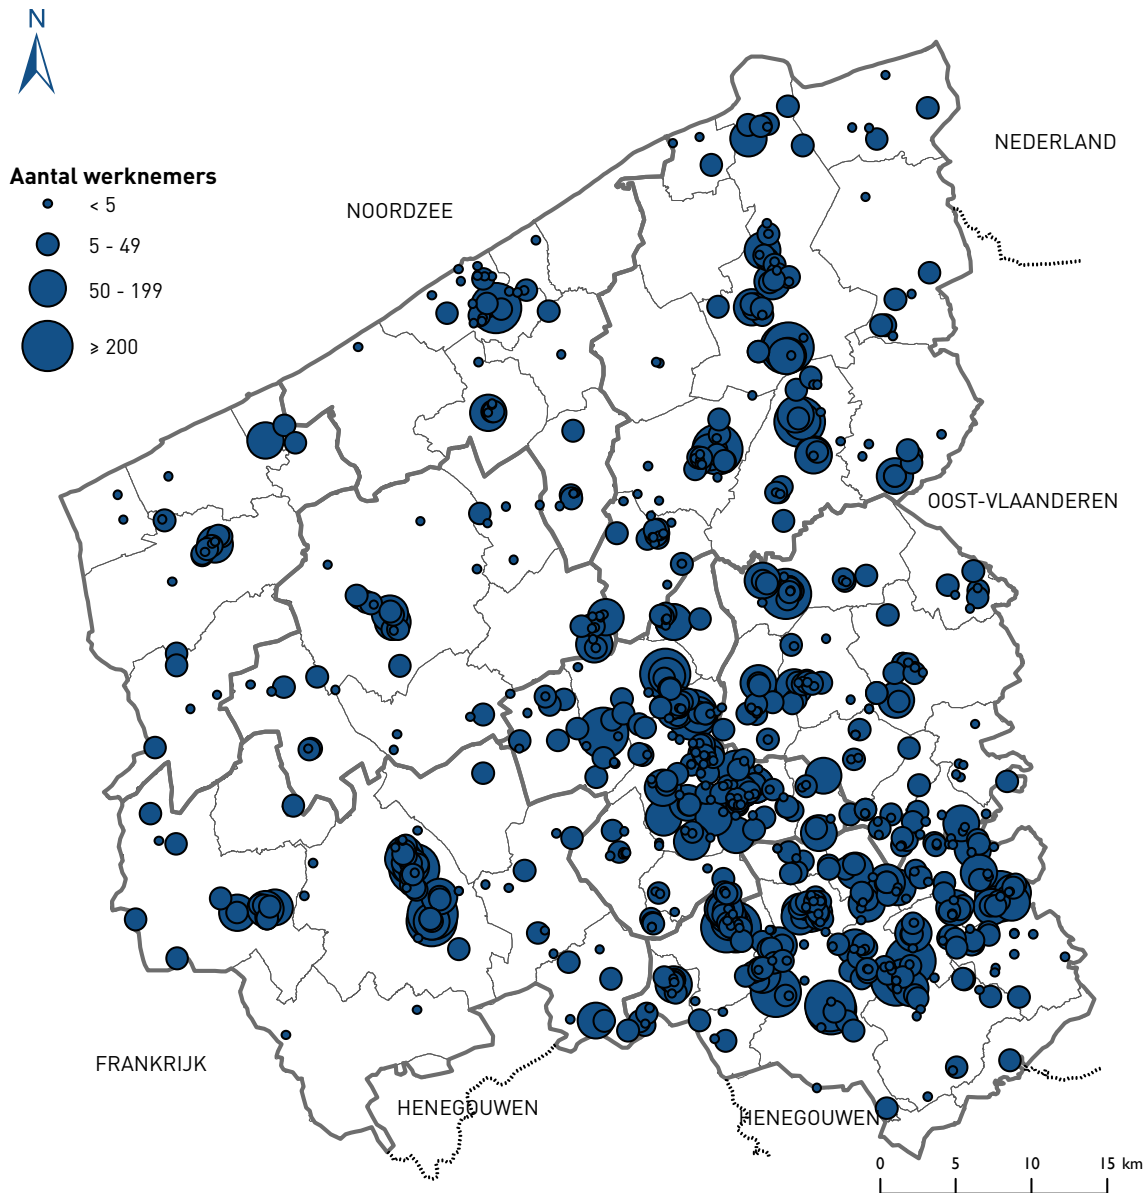 N
Aantal werknemers
< 5
5 - 49
50 - 199
⩾ 200
NOORDZEE
NEDERLAND
OOST-VLAANDEREN
FRANKRIJK
HENEGOUWEN
HENEGOUWEN
0 5 10 15 km